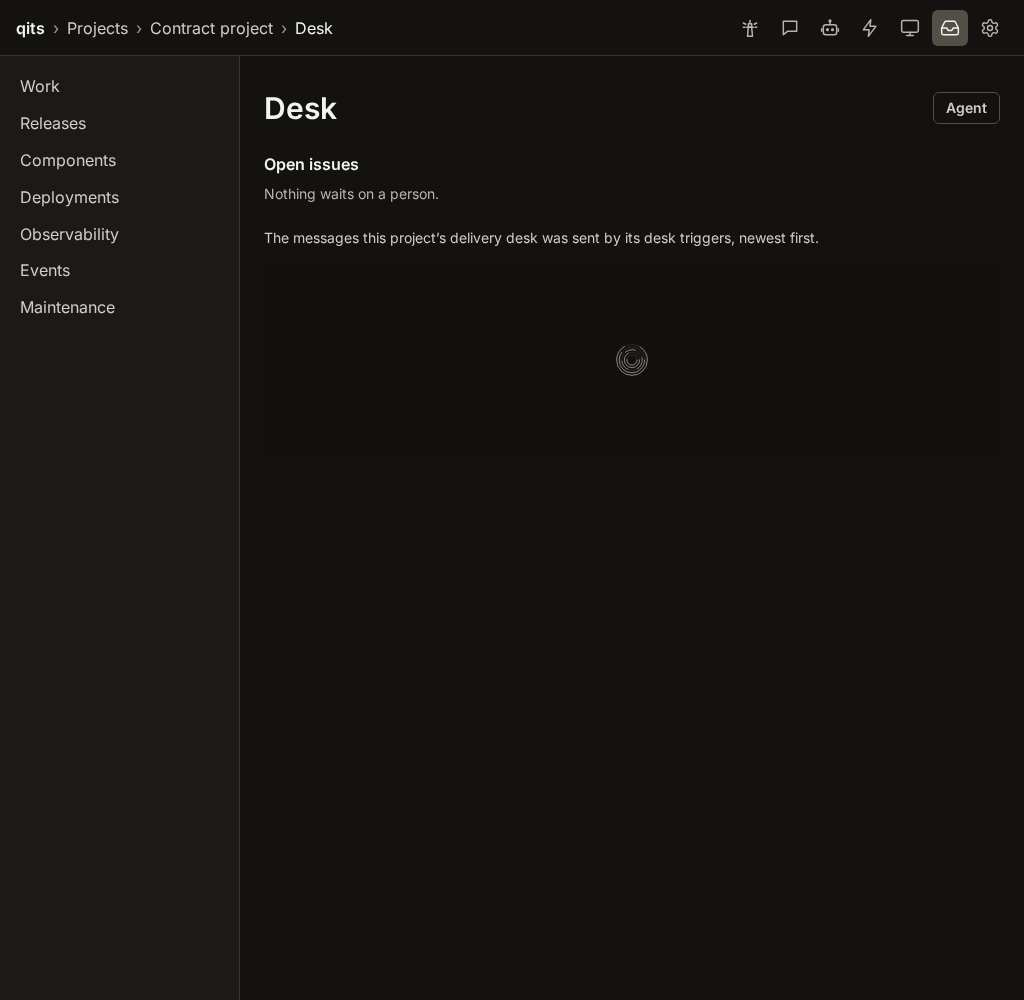 qits › Projects › Contract project › Desk
Work
Releases
Components
Deployments
Observability
Events
Maintenance
Desk
Agent
Open issues
Nothing waits on a person.
The messages this project’s delivery desk was sent by its desk triggers, newest first.